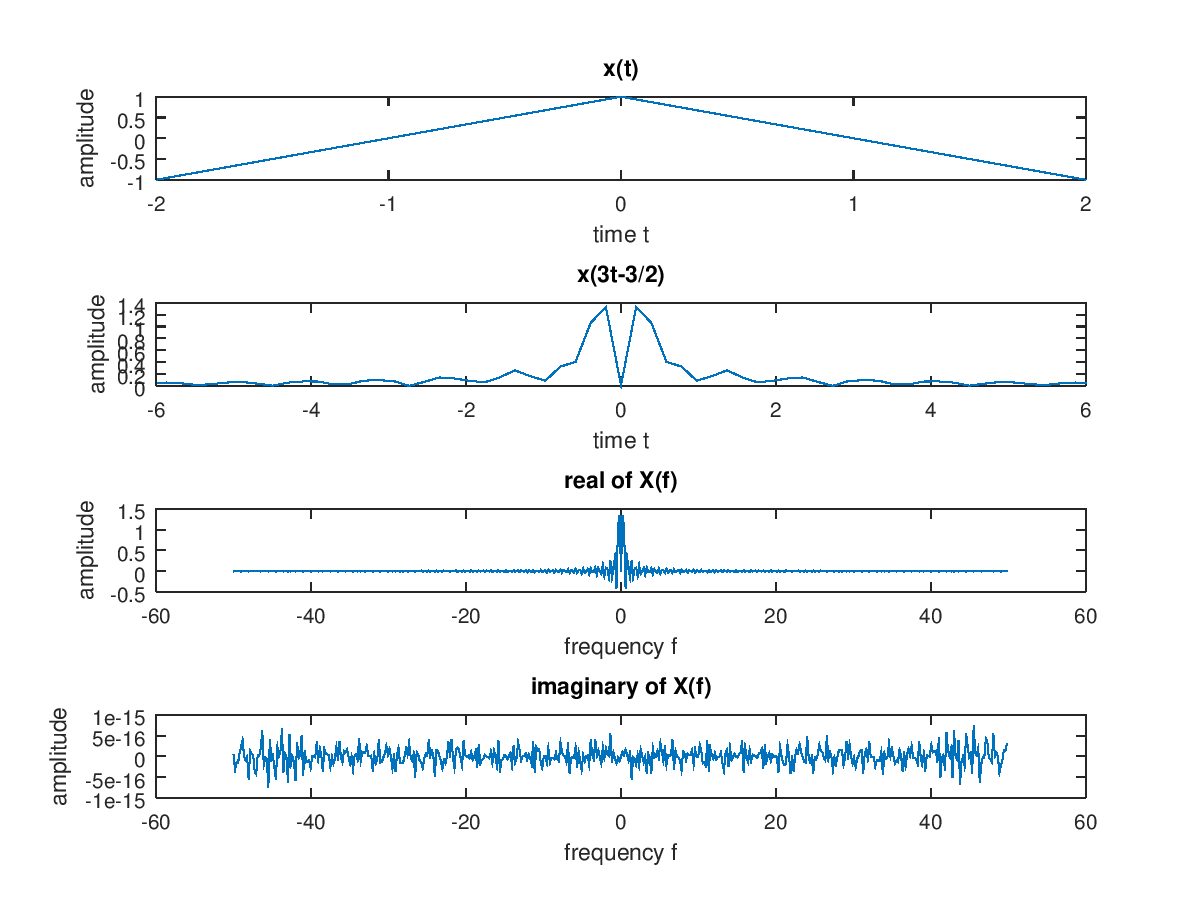 x(t)
amplitude
1
0.5
0
-0.5
-1
-2 -1 0 1 2
time t
x(3t-3/2)
amplitude
1.4
1.2
1
0.8
0.6
0.4
0.2
0
-6 -4 -2 0 2 4 6
time t
real of X(f)
amplitude
1.5
1
0.5
0
-0.5
-60 -40 -20 0 20 40 60
frequency f
imaginary of X(f)
amplitude
1e-15
5e-16
0
-5e-16
-1e-15
-60 -40 -20 0 20 40 60
frequency f